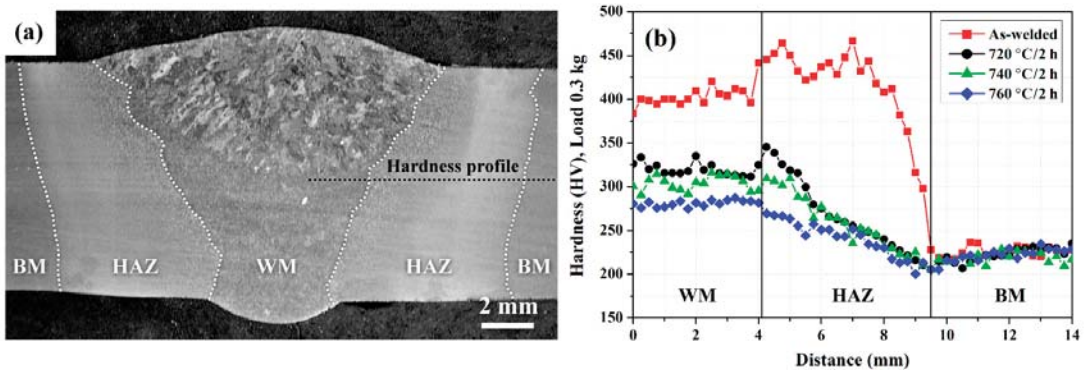 (a)
Hardness profile
BM
HAZ
WM
HAZ
BM
2 mm
(b)
As-welded
720 °C/2 h
740 °C/2 h
760 °C/2 h
Hardness (HV), Load 0.3 kg
500
450
400
350
300
250
200
150
WM
HAZ
BM
0 2 4 6 8 10 12 14
Distance (mm)